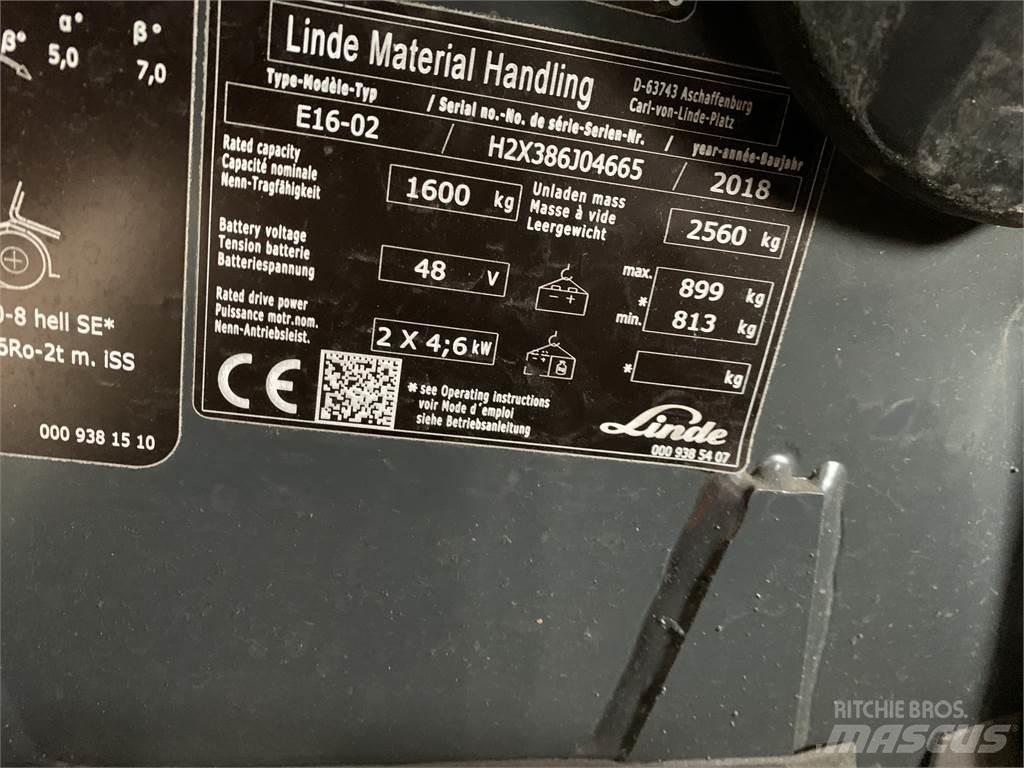 α° β°
β° 5,0 7,0
0-8 hell SE*
6Ro-2t m. iSS
000 938 15 10
Linde Material Handling
D-63743 Aschaffenburg
Carl-von-Linde-Platz
Type-Modèle-Typ / Serial no.-No. de série-Serien-Nr. / year-année-Baujahr
E16-02 / H2X386J04665 / 2018
Rated capacity
Capacité nominale
Nenn-Tragfähigkeit
1600 kg
Unladen mass
Masse à vide
Leergewicht
2560 kg
Battery voltage
Tension batterie
Batteriespannung
48 V
max. 899 kg
*
min. 813 kg
Rated drive power
Puissance motr.nom.
Nenn-Antriebsleist.
2 X 4;6 kW
* kg
CE
* see Operating instructions
voir Mode d'emploi
siehe Betriebsanleitung
Linde
000 938 54 07
RITCHIE BROS.
MASCUS